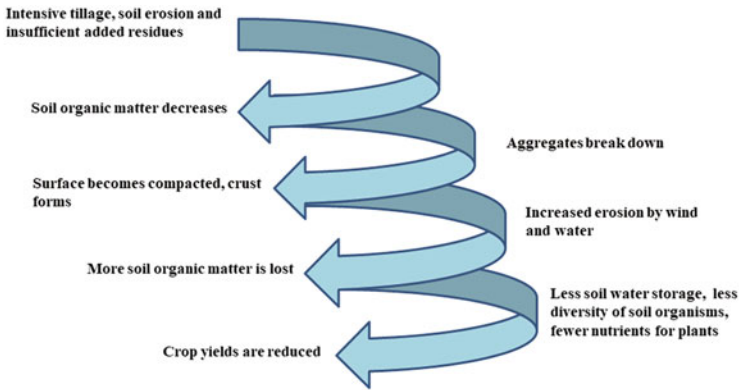 Intensive tillage, soil erosion and
insufficient added residues
Soil organic matter decreases
Aggregates break down
Surface becomes compacted, crust
forms
Increased erosion by wind
and water
More soil organic matter is lost
Less soil water storage, less
diversity of soil organisms,
fewer nutrients for plants
Crop yields are reduced